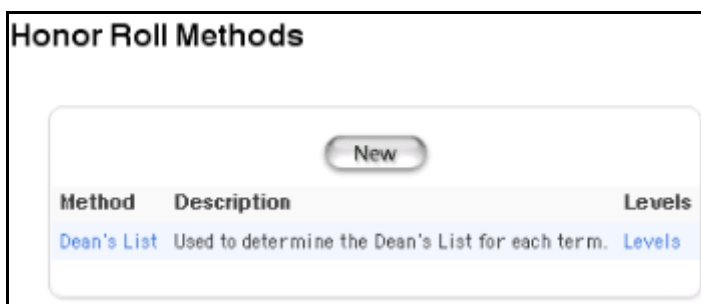 Honor Roll Methods
New
Method Description Levels
Dean's List Used to determine the Dean's List for each term. Levels